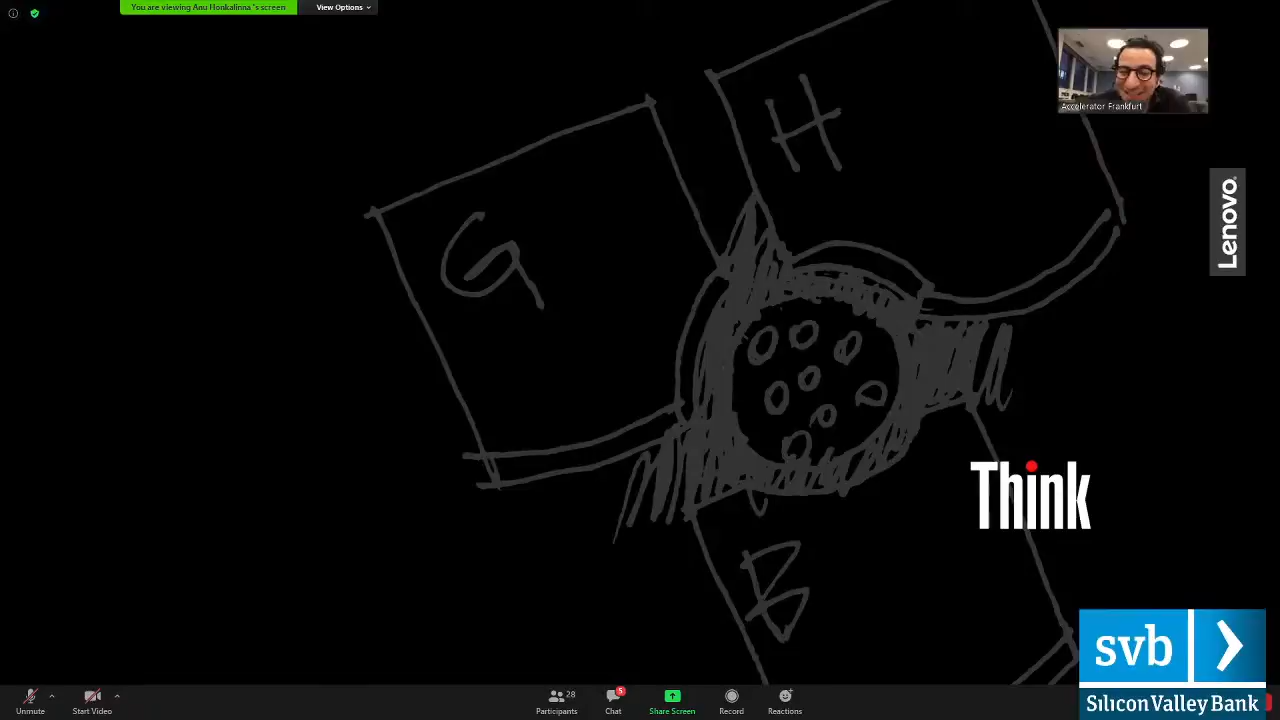 You are viewing Anu Honkalinna 's screen
View Options
Accelerator Frankfurt
H
G
Lenovo
Think
B
svb
Silicon Valley Bank
Unmute
Start Video
28
Participants
5
Chat
Share Screen
Record
Reactions